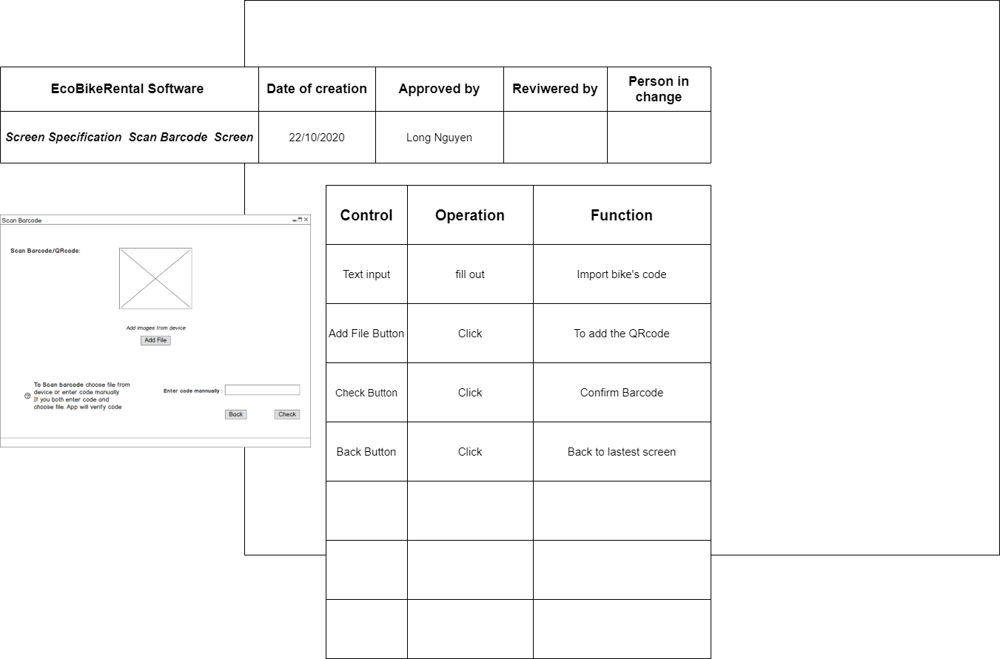 EcoBikeRental Software
Date of creation
Approved by
Reviwered by
Person in
change
Screen Specification Scan Barcode Screen
22/10/2020
Long Nguyen
Scan Barcode
Scan Barcode/QRcode:
Add images from device
Add File
To Scan barcode choose file from
device or enter code manually.
If you both enter code and
choose file. App will verify code
Enter code mannually :
Back
Check
Control
Operation
Function
Text input
fill out
Import bike's code
Add File Button
Click
To add the QRcode
Check Button
Click
Confirm Barcode
Back Button
Click
Back to lastest screen